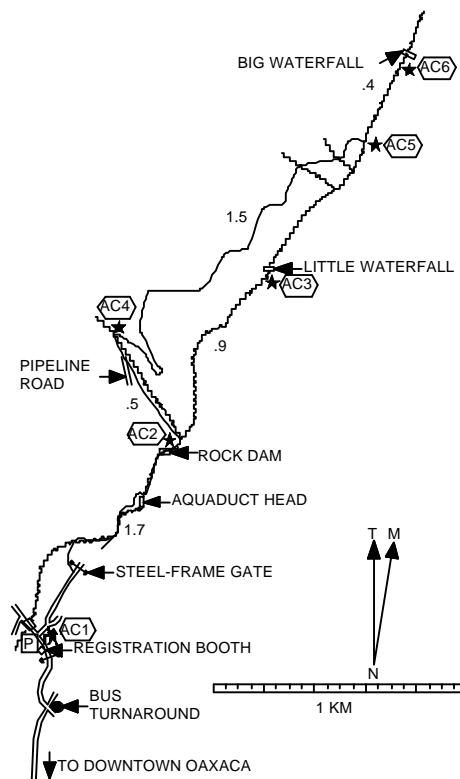 BIG WATERFALL
.4
AC6
AC5
1.5
LITTLE WATERFALL
AC3
AC4
.9
PIPELINE
ROAD
.5
AC2
ROCK DAM
AQUADUCT HEAD
1.7
T M
STEEL-FRAME GATE
AC1
P
REGISTRATION BOOTH
N
BUS
TURNAROUND
1 KM
TO DOWNTOWN OAXACA